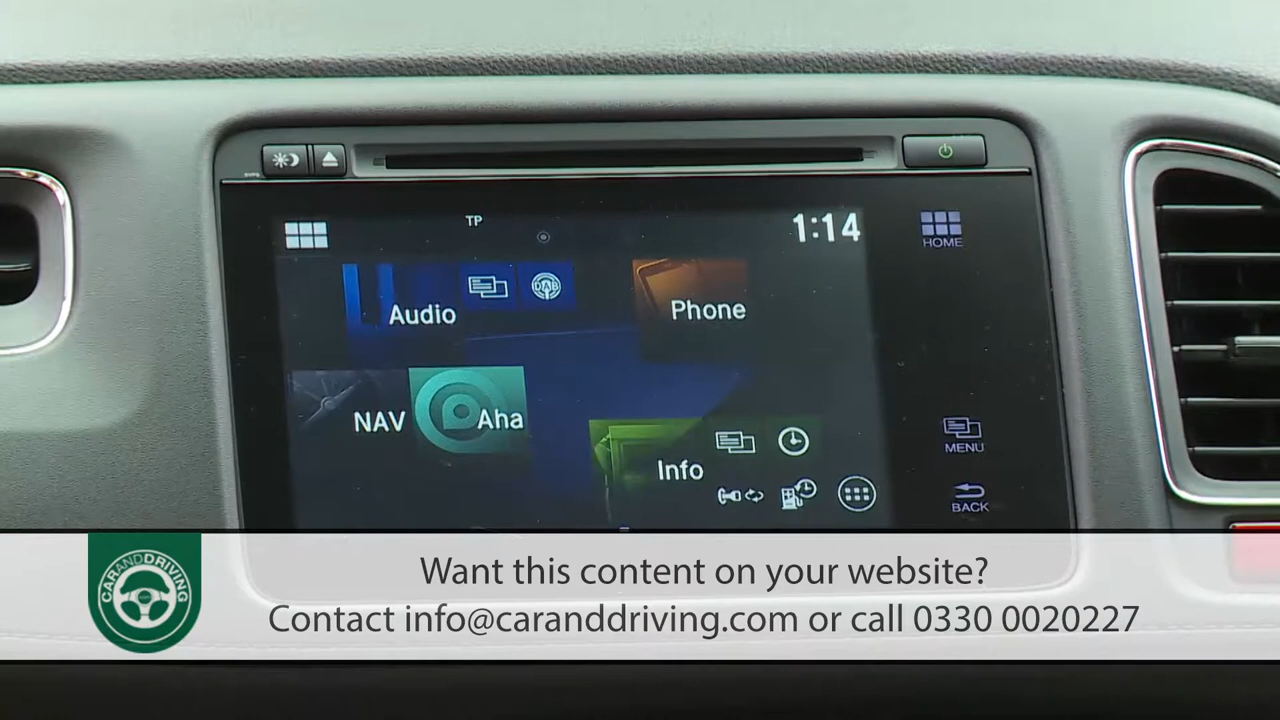 TP
1:14
HOME
Audio
DAB
Phone
NAV
Aha
Info
MENU
BACK
CARANDDRIVING
Want this content on your website?
Contact info@caranddriving.com or call 0330 0020227